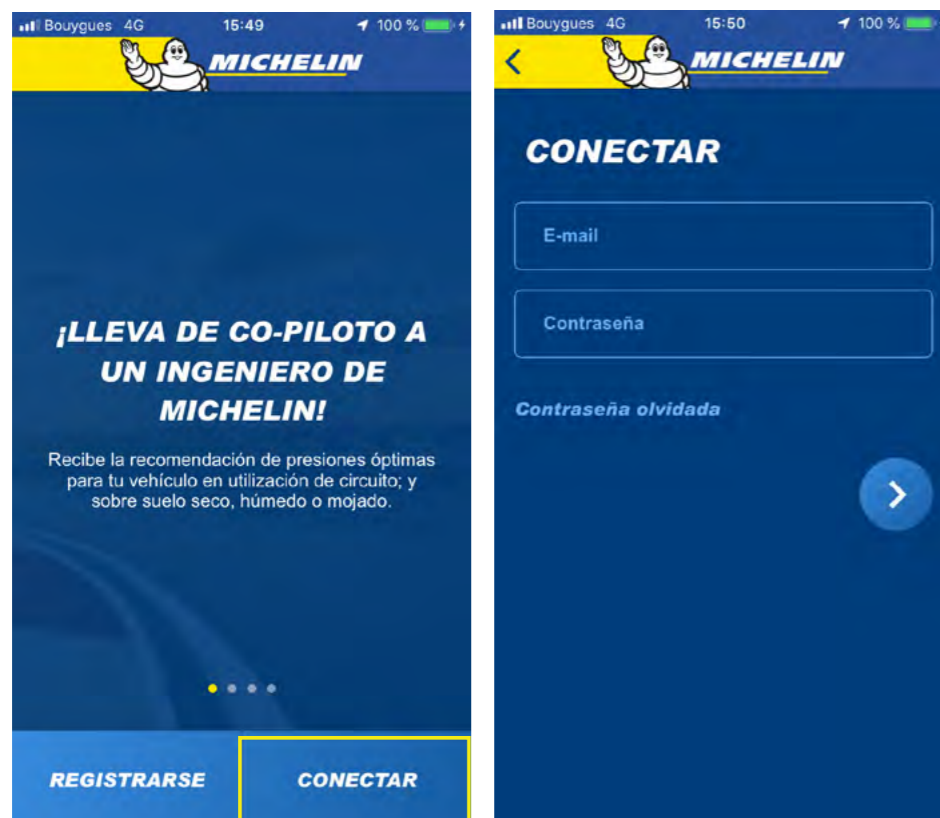 Bouygues 4G 15:49 100 %
MICHELIN
¡LLEVA DE CO-PILOTO A
UN INGENIERO DE
MICHELIN!
Recibe la recomendación de presiones óptimas
para tu vehículo en utilización de circuito; y
sobre suelo seco, húmedo o mojado.
REGISTRARSE
CONECTAR
Bouygues 4G 15:50 100 %
MICHELIN
CONECTAR
E-mail
Contraseña
Contraseña olvidada